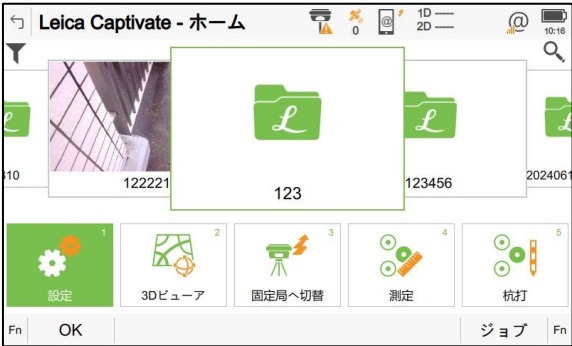 Leica Captivate - ホーム
0
@
1D -----
2D -----
@
10:16
310
122221
123
123456
2024061
1
設定
2
3Dビューア
3
固定局へ切替
4
測定
5
杭打
Fn
OK
ジョブ
Fn